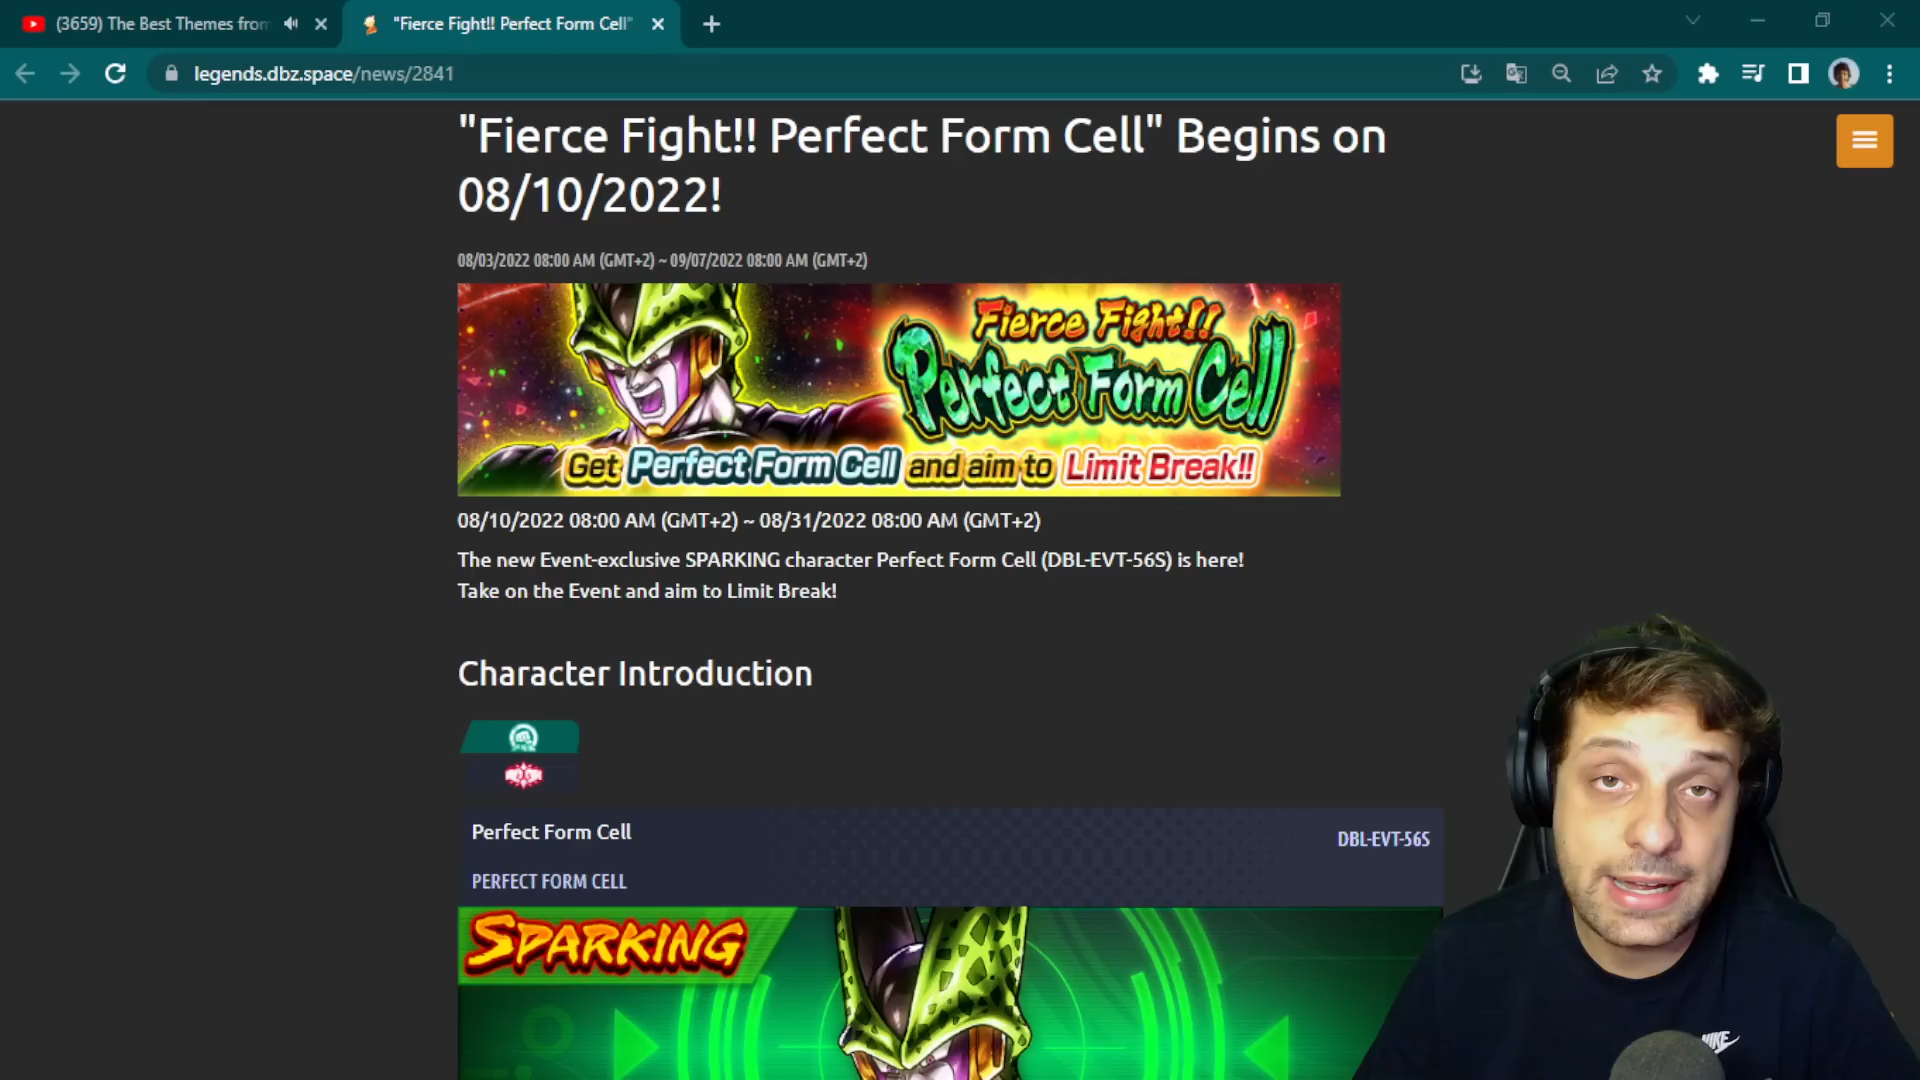 (3659) The Best Themes from
"Fierce Fight!! Perfect Form Cell"
legends.dbz.space/news/2841
"Fierce Fight!! Perfect Form Cell" Begins on
08/10/2022!
08/03/2022 08:00 AM (GMT+2) ~ 09/07/2022 08:00 AM (GMT+2)
Fierce Fight!!
Perfect Form Cell
Get Perfect Form Cell and aim to Limit Break!!
08/10/2022 08:00 AM (GMT+2) ~ 08/31/2022 08:00 AM (GMT+2)
The new Event-exclusive SPARKING character Perfect Form Cell (DBL-EVT-56S) is here!
Take on the Event and aim to Limit Break!
Character Introduction
Perfect Form Cell
DBL-EVT-56S
PERFECT FORM CELL
SPARKING
NIKE